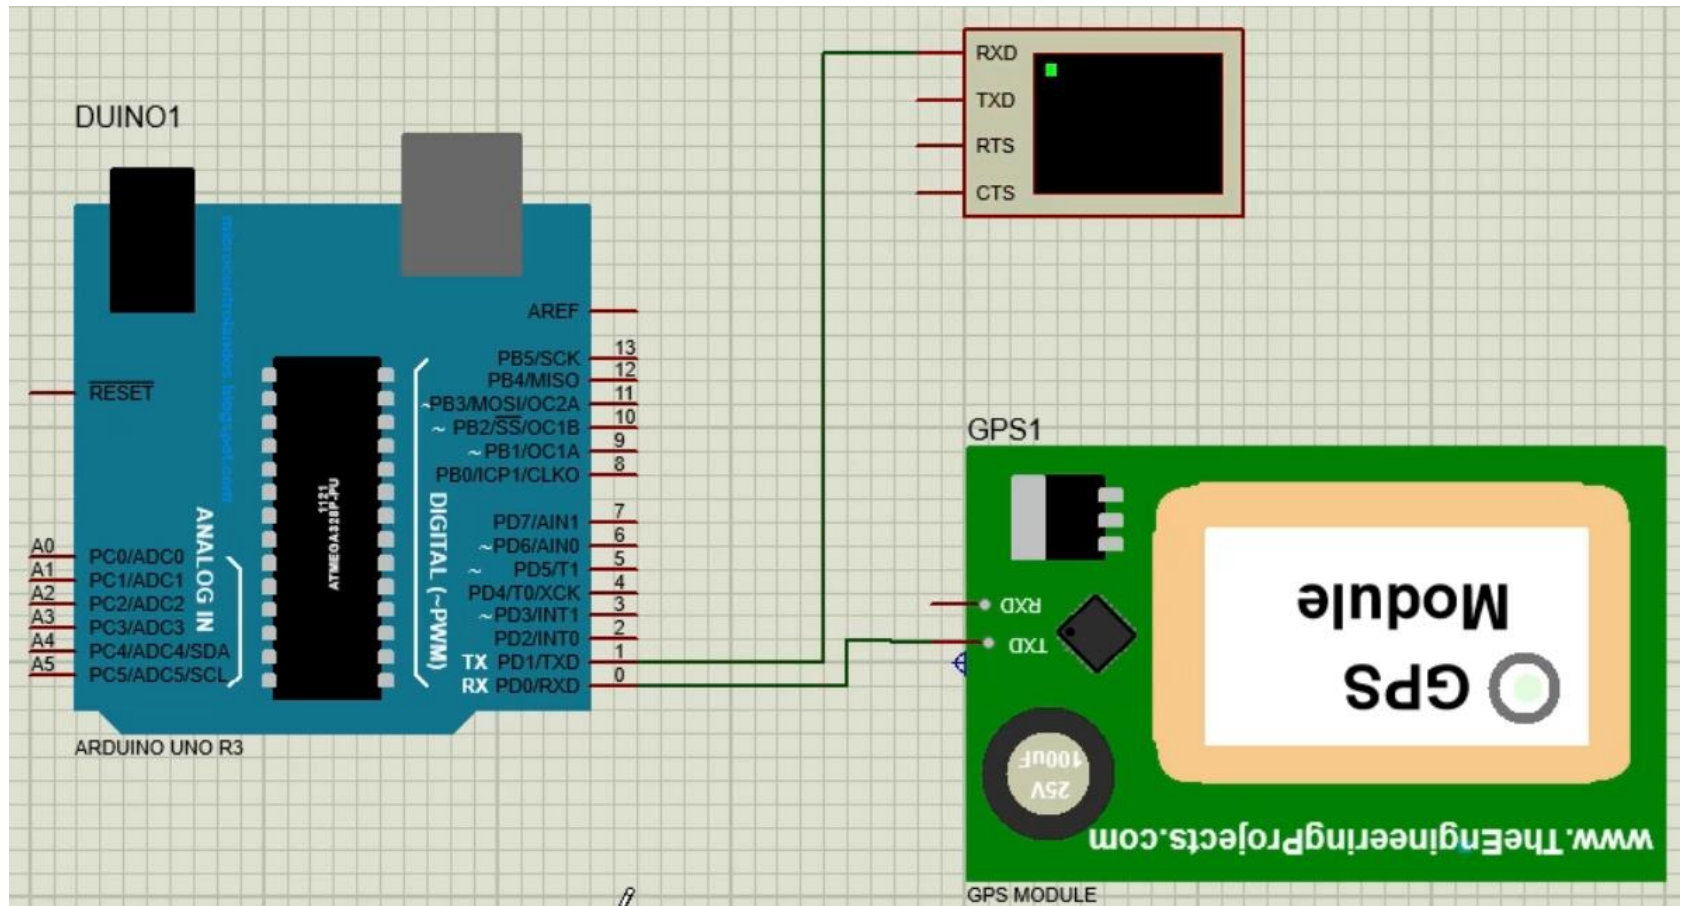 DUINO1
microcontrolandos.blogspot.com
RESET
AREF
PB5/SCK 13
PB4/MISO 12
~PB3/MOSI/OC2A 11
~ PB2/SS/OC1B 10
~ PB1/OC1A 9
PB0/ICP1/CLKO 8
PD7/AIN1 7
~PD6/AIN0 6
~ PD5/T1 5
PD4/T0/XCK 4
~PD3/INT1 3
PD2/INT0 2
TX PD1/TXD 1
RX PD0/RXD 0
DIGITAL (~PWM)
1121
ATMEGA328P-PU
ANALOG IN
A0 PC0/ADC0
A1 PC1/ADC1
A2 PC2/ADC2
A3 PC3/ADC3
A4 PC4/ADC4/SDA
A5 PC5/ADC5/SCL
ARDUINO UNO R3
RXD
TXD
RTS
CTS
GPS1
RXD
TXD
GPS
Module
25V
100uF
www.TheEngineeringProjects.com
GPS MODULE